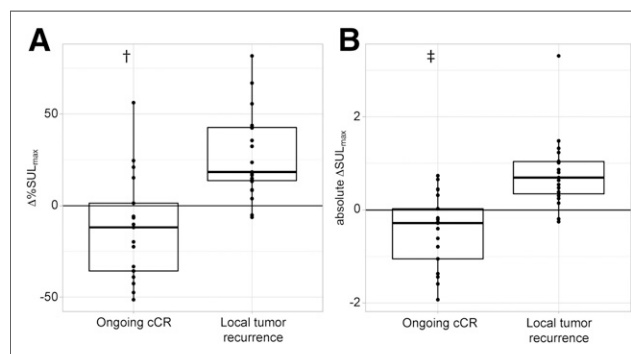 A
B
†
‡
Δ%SULmax
50
0
-50
Ongoing cCR
Local tumor
recurrence
absolute ΔSULmax
2
0
-2
Ongoing cCR
Local tumor
recurrence